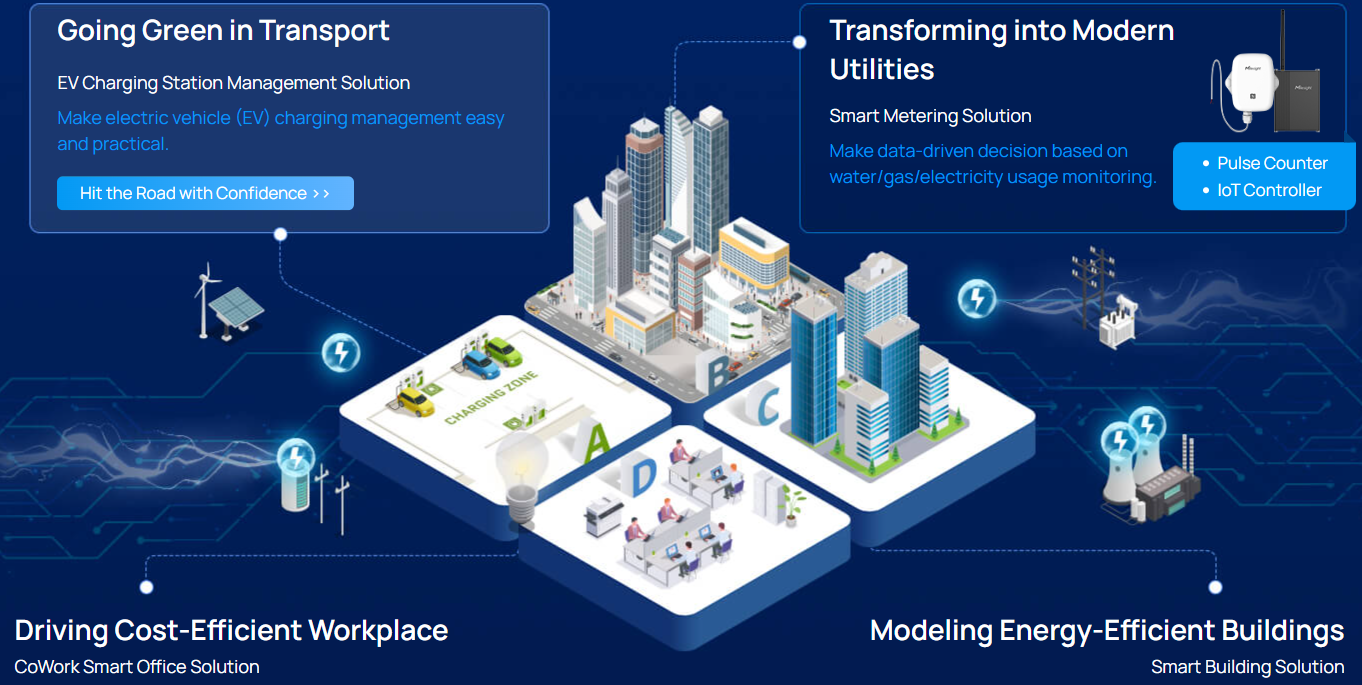 Going Green in Transport
EV Charging Station Management Solution
Make electric vehicle (EV) charging management easy
and practical.
Hit the Road with Confidence >>
Transforming into Modern
Utilities
Smart Metering Solution
Make data-driven decision based on
water/gas/electricity usage monitoring.
Milesight
Milesight
• Pulse Counter
• IoT Controller
CHARGING ZONE
A
B
C
D
Driving Cost-Efficient Workplace
CoWork Smart Office Solution
Modeling Energy-Efficient Buildings
Smart Building Solution